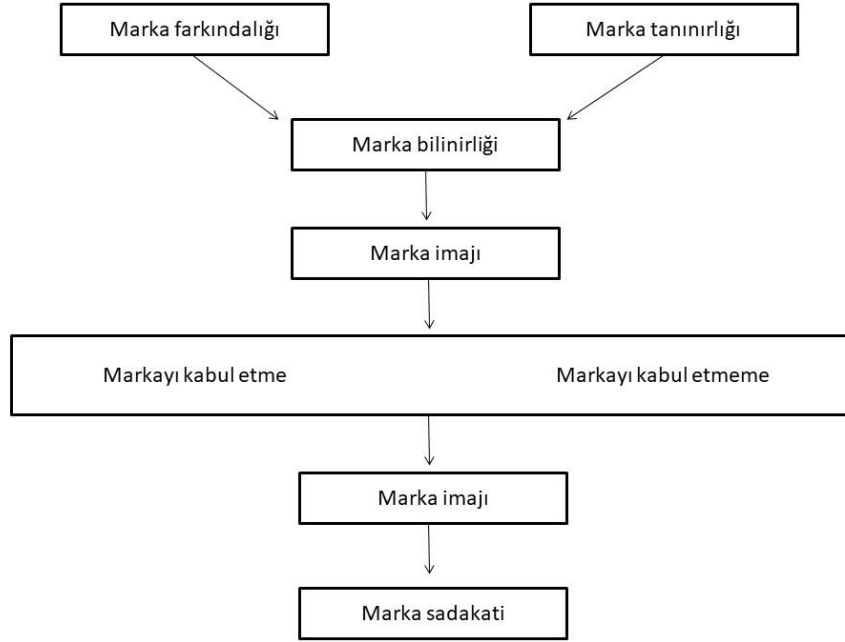 Marka farkındalığı
Marka tanınırlığı
Marka bilinirliği
Marka imajı
Markayı kabul etme
Markayı kabul etmeme
Marka imajı
Marka sadakati